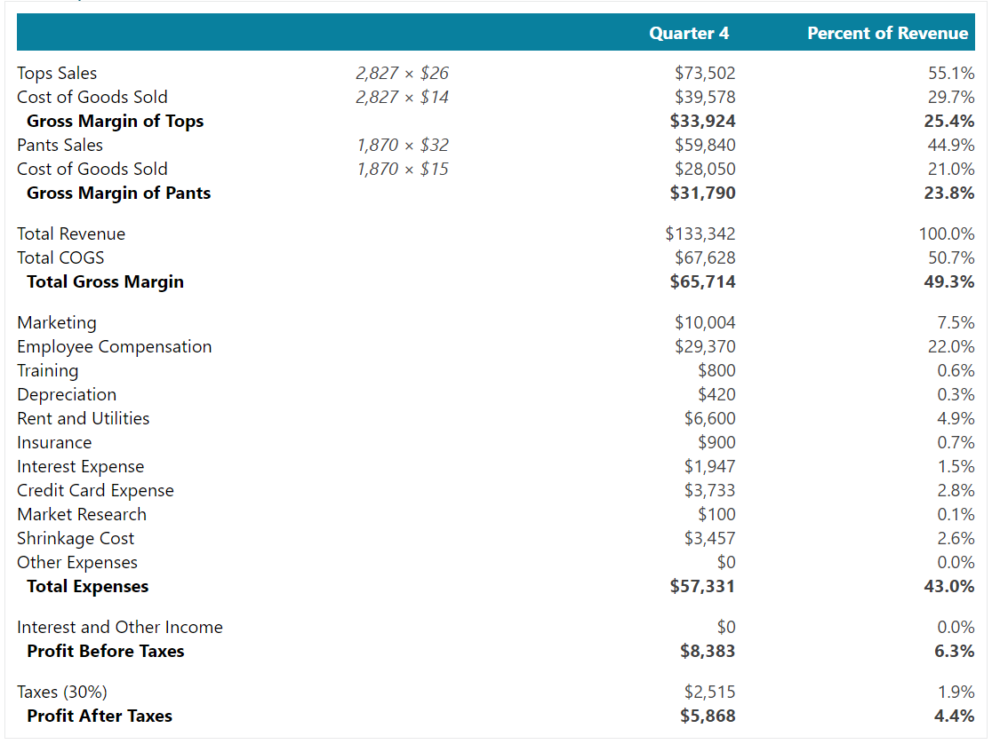 Quarter 4 Percent of Revenue
Tops Sales 2,827 × $26 $73,502 55.1%
Cost of Goods Sold 2,827 × $14 $39,578 29.7%
Gross Margin of Tops $33,924 25.4%
Pants Sales 1,870 × $32 $59,840 44.9%
Cost of Goods Sold 1,870 × $15 $28,050 21.0%
Gross Margin of Pants $31,790 23.8%
Total Revenue $133,342 100.0%
Total COGS $67,628 50.7%
Total Gross Margin $65,714 49.3%
Marketing $10,004 7.5%
Employee Compensation $29,370 22.0%
Training $800 0.6%
Depreciation $420 0.3%
Rent and Utilities $6,600 4.9%
Insurance $900 0.7%
Interest Expense $1,947 1.5%
Credit Card Expense $3,733 2.8%
Market Research $100 0.1%
Shrinkage Cost $3,457 2.6%
Other Expenses $0 0.0%
Total Expenses $57,331 43.0%
Interest and Other Income $0 0.0%
Profit Before Taxes $8,383 6.3%
Taxes (30%) $2,515 1.9%
Profit After Taxes $5,868 4.4%